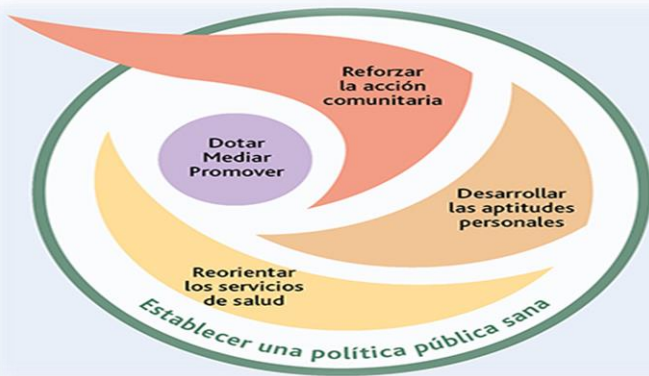 Reforzar
la acción
comunitaria
Dotar
Mediar
Promover
Desarrollar
las aptitudes
personales
Reorientar
los servicios
de salud
Establecer una política pública sana